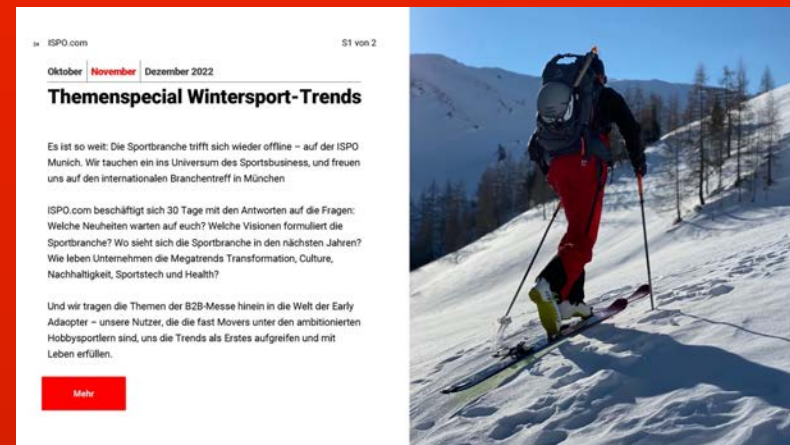 ISPO.com
S1 von 2
Oktober November Dezember 2022
Themenspecial Wintersport-Trends
Es ist so weit: Die Sportbranche trifft sich wieder offline – auf der ISPO
Munich. Wir tauchen ein ins Universum des Sportsbusiness, und freuen
uns auf den internationalen Branchentreff in München
ISPO.com beschäftigt sich 30 Tage mit den Antworten auf die Fragen:
Welche Neuheiten warten auf euch? Welche Visionen formuliert die
Sportbranche? Wo sieht sich die Sportbranche in den nächsten Jahren?
Wie leben Unternehmen die Megatrends Transformation, Culture,
Nachhaltigkeit, Sportstech und Health?
Und wir tragen die Themen der B2B-Messe hinein in die Welt der Early
Adaopter – unsere Nutzer, die die fast Movers unter den ambitionierten
Hobbysportlern sind, uns die Trends als Erstes aufgreifen und mit
Leben erfüllen.
Mehr